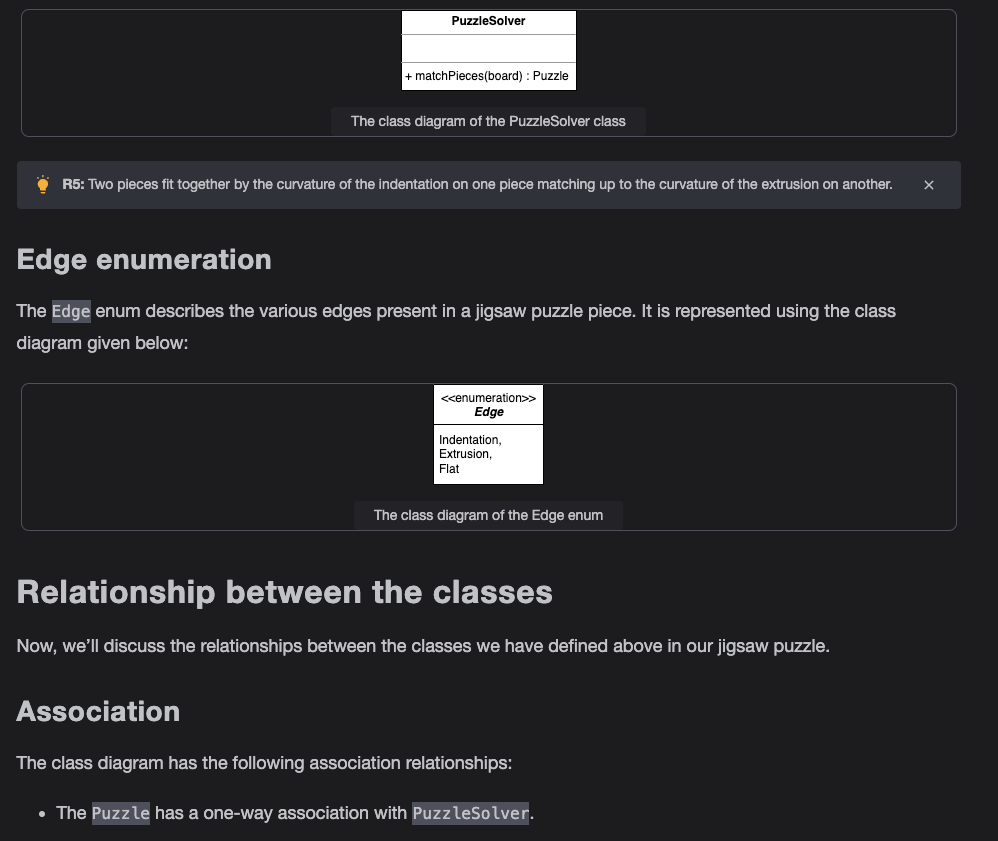 PuzzleSolver
+ matchPieces(board) : Puzzle
The class diagram of the PuzzleSolver class
R5: Two pieces fit together by the curvature of the indentation on one piece matching up to the curvature of the extrusion on another.
Edge enumeration
The Edge enum describes the various edges present in a jigsaw puzzle piece. It is represented using the class
diagram given below:
<<enumeration>>
Edge
Indentation,
Extrusion,
Flat
The class diagram of the Edge enum
Relationship between the classes
Now, we’ll discuss the relationships between the classes we have defined above in our jigsaw puzzle.
Association
The class diagram has the following association relationships:
• The Puzzle has a one-way association with PuzzleSolver.